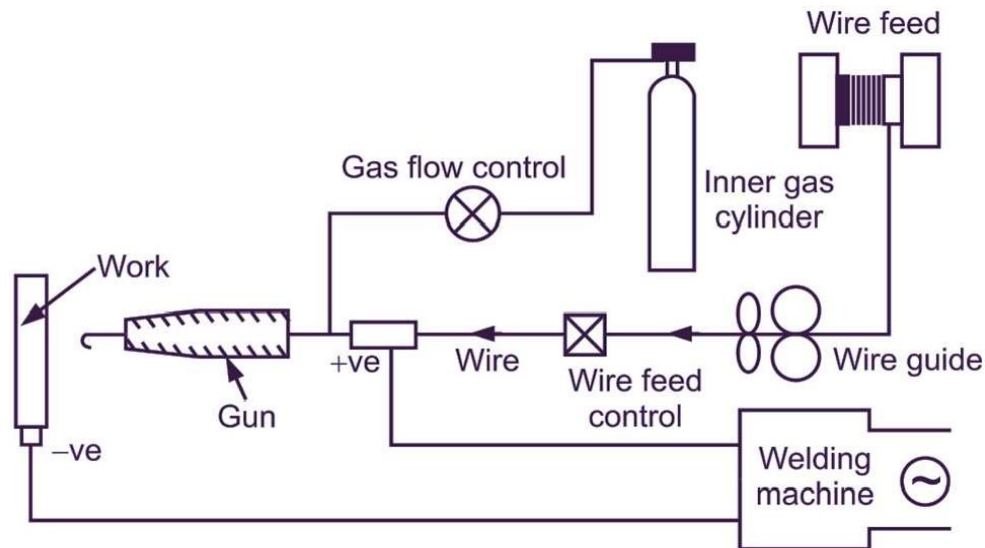 Wire feed
Gas flow control
Inner gas
cylinder
Work
+ve
Wire
Wire guide
Wire feed
control
Gun
–ve
Welding
machine
~